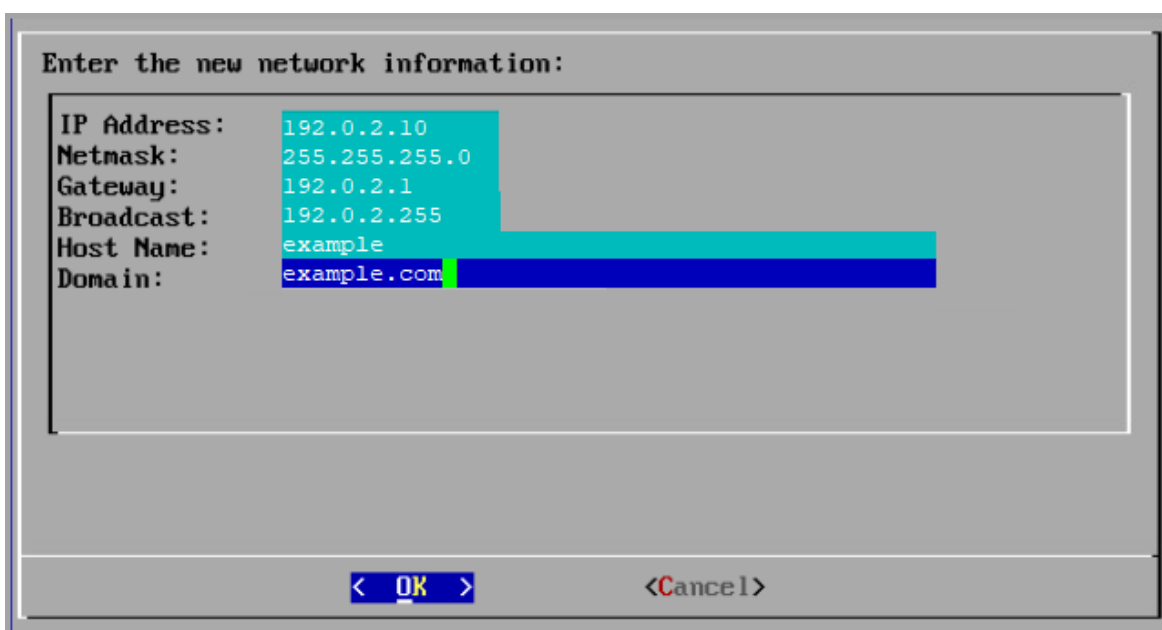 Enter the new network information:
IP Address: 192.0.2.10
Netmask: 255.255.255.0
Gateway: 192.0.2.1
Broadcast: 192.0.2.255
Host Name: example
Domain: example.com
< OK > <Cancel>